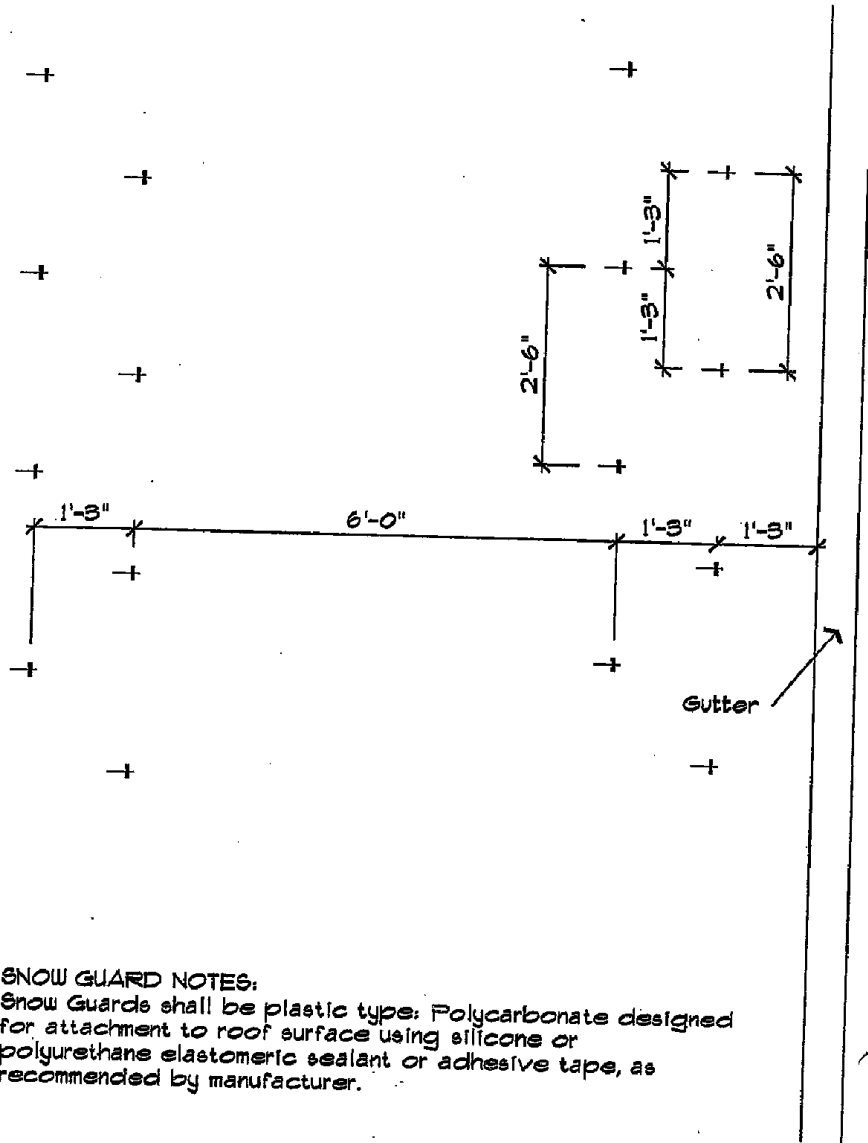 1'-3"
2'-6"
1'-3"
2'-6"
1'-3"
6'-0"
1'-3"
1'-3"
Gutter
SNOW GUARD NOTES:
Snow Guards shall be plastic type: Polycarbonate designed
for attachment to roof surface using silicone or
polyurethane elastomeric sealant or adhesive tape, as
recommended by manufacturer.